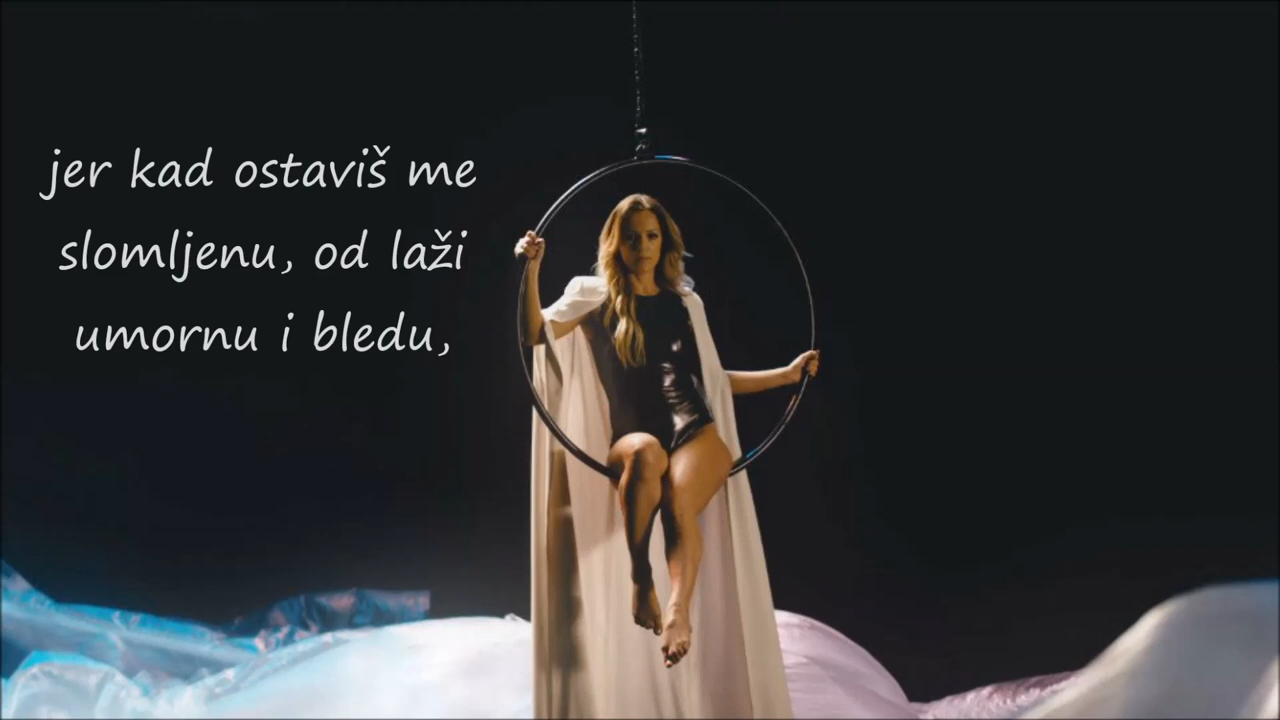 jer kad ostaviš me
slomljenu, od laži
umornu i bledu,